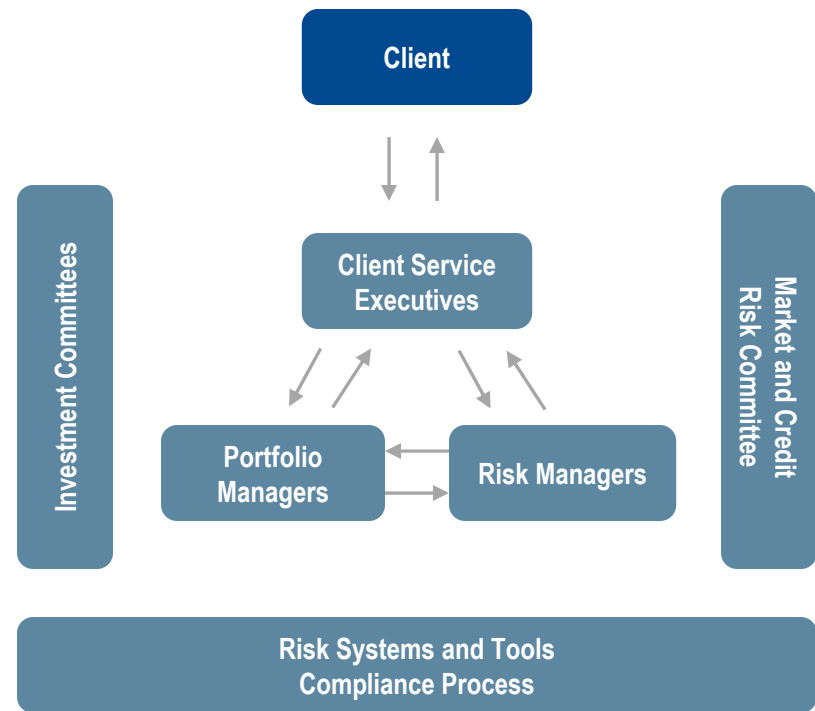 Client
Client Service
Executives
Investment Committees
Market and Credit
Risk Committee
Portfolio
Managers
Risk Managers
Risk Systems and Tools
Compliance Process